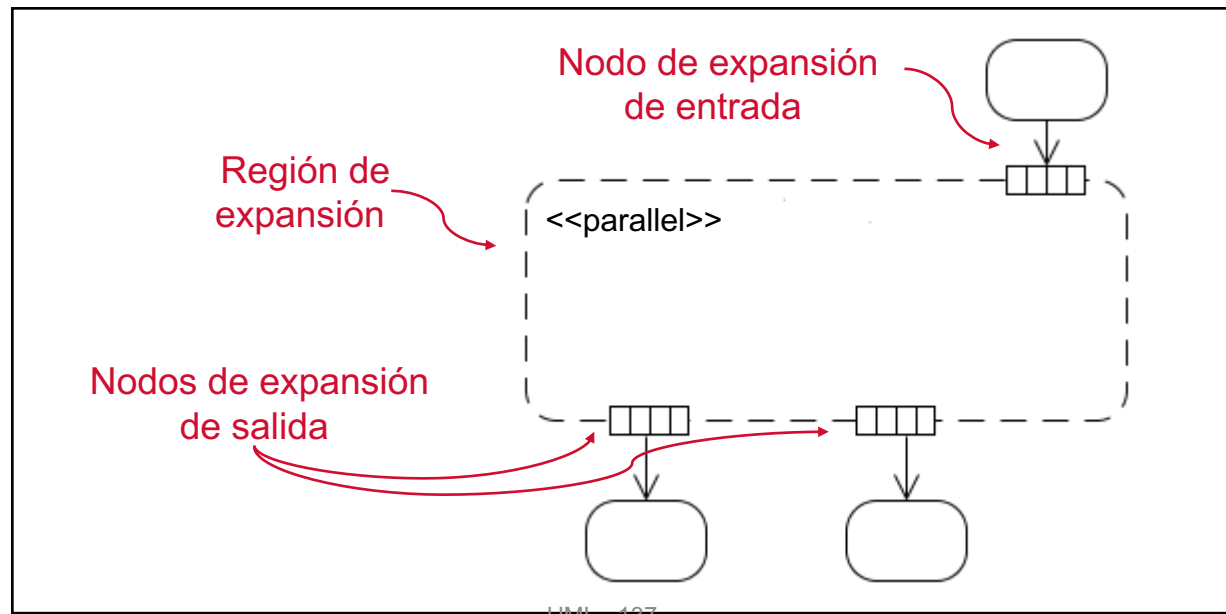 Nodo de expansión
de entrada
Región de
expansión
<<parallel>>
Nodos de expansión
de salida